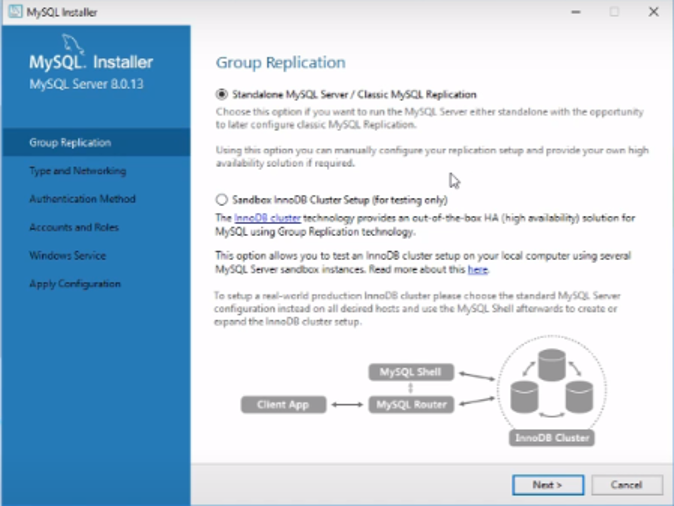 MySQL Installer
MySQL. Installer
MySQL Server 8.0.13
Group Replication
Type and Networking
Authentication Method
Accounts and Roles
Windows Service
Apply Configuration
Group Replication
Standalone MySQL Server / Classic MySQL Replication
Choose this option if you want to run the MySQL Server either standalone with the opportunity
to later configure classic MySQL Replication.
Using this option you can manually configure your replication setup and provide your own high
availability solution if required.
Sandbox InnoDB Cluster Setup (for testing only)
The InnoDB cluster technology provides an out-of-the-box HA (high availability) solution for
MySQL using Group Replication technology.
This option allows you to test an InnoDB cluster setup on your local computer using several
MySQL Server sandbox instances. Read more about this here.
To setup a real-world production InnoDB cluster please choose the standard MySQL Server
configuration instead on all desired hosts and use the MySQL Shell afterwards to create or
expand the InnoDB cluster setup.
MySQL Shell
Client App
MySQL Router
InnoDB Cluster
Next >
Cancel